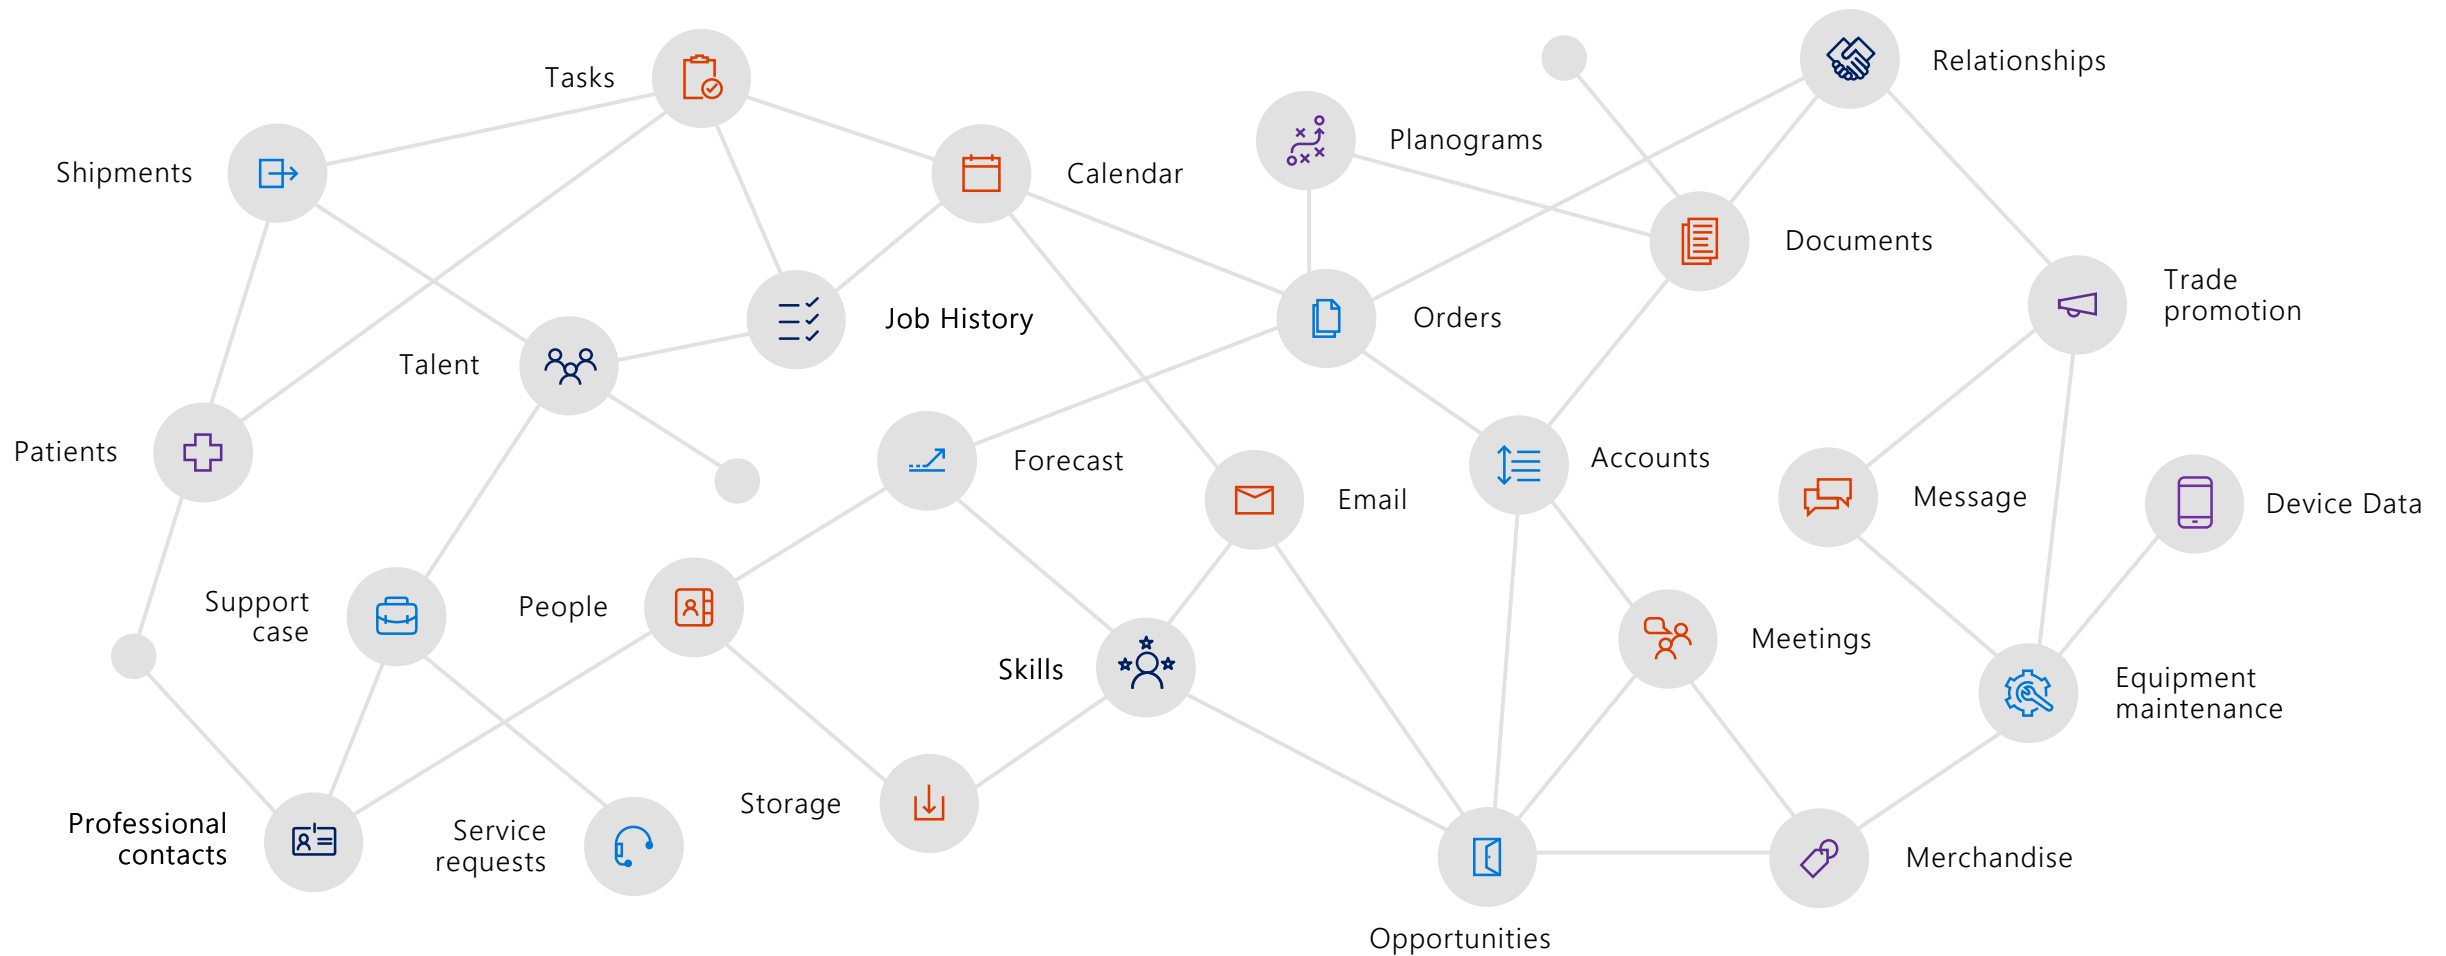 Relationships
Tasks
Planograms
Shipments
Calendar
Documents
Trade
promotion
Job History
Orders
Talent
Patients
Forecast
Accounts
Email
Message
Device Data
Support
case
People
Meetings
Skills
Equipment
maintenance
Storage
Professional
contacts
Service
requests
Merchandise
Opportunities